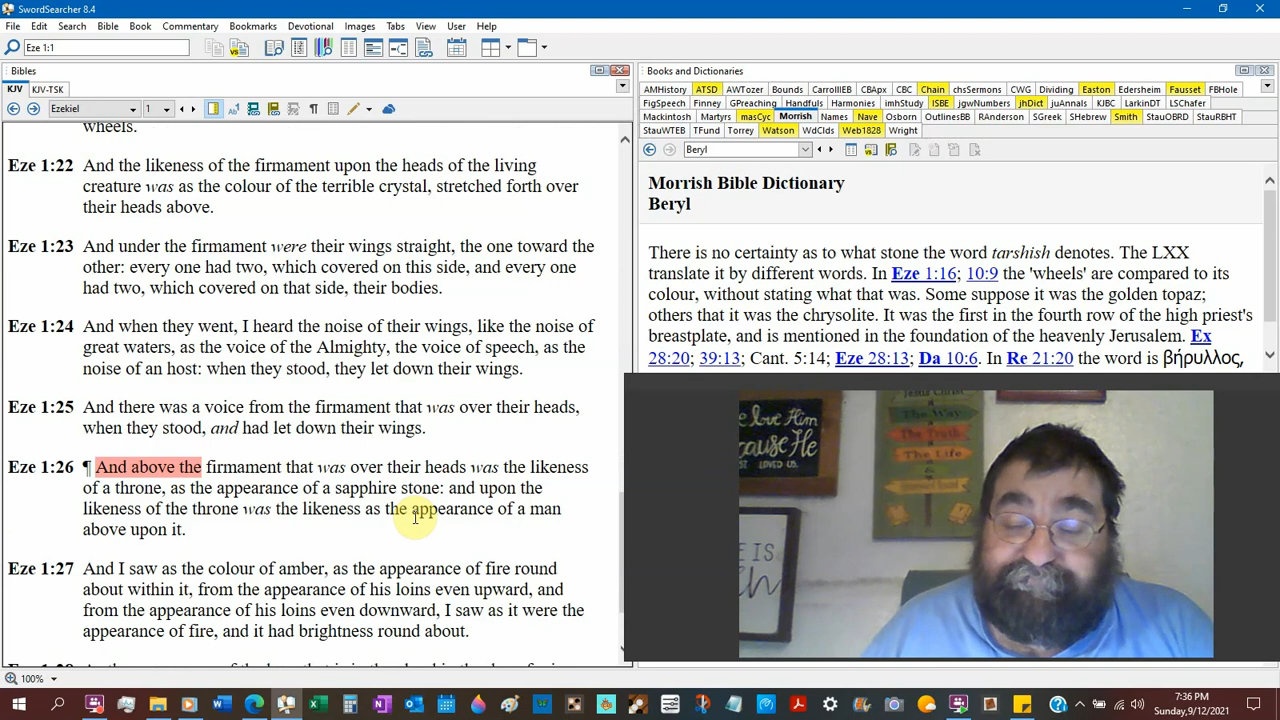 SwordSearcher 8.4
File Edit Search Bible Book Commentary Bookmarks Devotional Images Tabs View User Help
Eze 1:1
Bibles
KJV KJV-TSK
Ezekiel 1
wheels.
Eze 1:22 And the likeness of the firmament upon the heads of the living
creature was as the colour of the terrible crystal, stretched forth over
their heads above.
Eze 1:23 And under the firmament were their wings straight, the one toward the
other: every one had two, which covered on this side, and every one
had two, which covered on that side, their bodies.
Eze 1:24 And when they went, I heard the noise of their wings, like the noise of
great waters, as the voice of the Almighty, the voice of speech, as the
noise of an host: when they stood, they let down their wings.
Eze 1:25 And there was a voice from the firmament that was over their heads,
when they stood, and had let down their wings.
Eze 1:26 ¶ And above the firmament that was over their heads was the likeness
of a throne, as the appearance of a sapphire stone: and upon the
likeness of the throne was the likeness as the appearance of a man
above upon it.
Eze 1:27 And I saw as the colour of amber, as the appearance of fire round
about within it, from the appearance of his loins even upward, and
from the appearance of his loins even downward, I saw as it were the
appearance of fire, and it had brightness round about.
100%
Books and Dictionaries
AMHistory ATSD AWTozer Bounds CarrollEB CBApx CBC Chain chsSermons CWG Dividing Easton Edersheim Fausset FBHole
FigSpeech Finney GPreaching Handfuls Harmonies imhStudy ISBE jgwNumbers jhDict juAnnals KJBC LarkinDT LSChafer
Mackintosh Martyrs masCyc Morrish Names Nave Osborn OutlinesBB RAnderson SGreek SHebrew Smith StauOBRD StauRBHT
StauWTEB TFund Torrey Watson WdClds Web1828 Wright
Beryl
Morrish Bible Dictionary
Beryl
There is no certainty as to what stone the word tarshish denotes. The LXX
translate it by different words. In Eze 1:16; 10:9 the 'wheels' are compared to its
colour, without stating what that was. Some suppose it was the golden topaz;
others that it was the chrysolite. It was the first in the fourth row of the high priest's
breastplate, and is mentioned in the foundation of the heavenly Jerusalem. Ex
28:20; 39:13; Cant. 5:14; Eze 28:13; Da 10:6. In Re 21:20 the word is βήρυλλος,
Jesus Christ
The Way
The Truth
The Life
We love Him
Because He
LOVED US.
7:36 PM
Sunday,9/12/2021